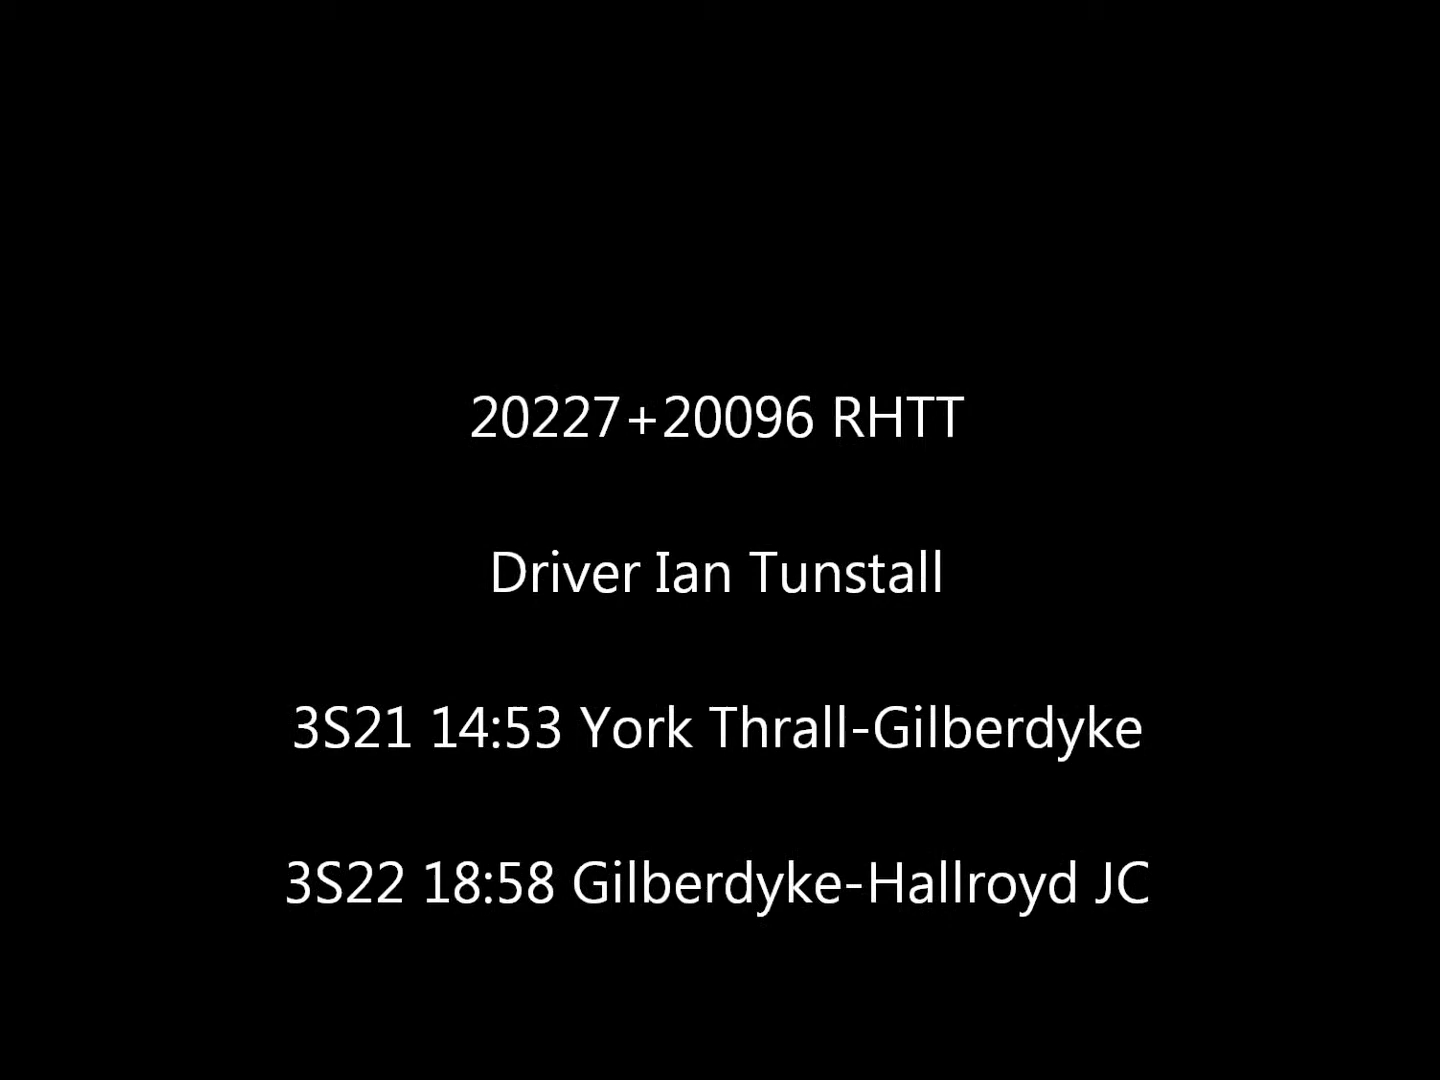 20227+20096 RHTT
Driver Ian Tunstall
3S21 14:53 York Thrall-Gilberdyke
3S22 18:58 Gilberdyke-Hallroyd JC